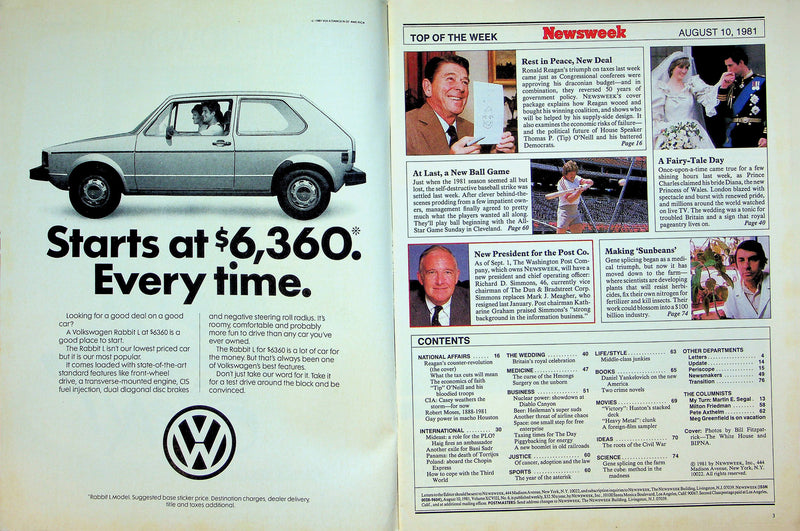 Starts at $6,360.*
Every time.
Looking for a good deal on a good
car?
A Volkswagen Rabbit L at $6360 is a
good place to start.
The Rabbit L isn't our lowest priced car
but it is our most popular.
It comes loaded with state-of-the-art
standard features like front-wheel
drive, a transverse-mounted engine, CIS
fuel injection, dual diagonal disc brakes
and negative steering roll radius. It's
roomy, comfortable and probably
more fun to drive than any car you've
ever owned.
The Rabbit L for $6360 is a lot of car for
the money. But that's always been one
of Volkswagen's best features.
Don't just take our word for it. Take it
for a test drive around the block and be
convinced.
*Rabbit L Model. Suggested base sticker price. Destination charges, dealer delivery,
title and taxes additional.
TOP OF THE WEEK
Newsweek
AUGUST 10, 1981
Rest in Peace, New Deal
Ronald Reagan's triumph on taxes last week
came just as Congressional conferees were
approving his draconian budget—and in
combination, they reversed 50 years of
government policy. NEWSWEEK's cover
package explains how Reagan wooed and
bought his winning coalition, and shows who
will be helped by his supply-side design. It
also examines the economic risks of failure—
and the political future of House Speaker
Thomas P. (Tip) O'Neill and his battered
Democrats. Page 16
At Last, a New Ball Game
Just when the 1981 season seemed all but
lost, the self-destructive baseball strike was
settled last week. After clever behind-the-
scenes prodding from a few impatient own-
ers, management finally agreed to pretty
much what the players wanted all along.
They'll play ball beginning with the All-
Star Game Sunday in Cleveland. Page 60
A Fairy-Tale Day
Once-upon-a-time came true for a few
shining hours last week, as Prince
Charles claimed his bride Diana, the new
Princess of Wales. London blazed with
spectacle and burst with renewed pride,
and millions around the world watched
on live TV. The wedding was a tonic for
troubled Britain and a sign that royal
pageantry lives on. Page 40
New President for the Post Co.
As of Sept. 1, The Washington Post Com-
pany, which owns NEWSWEEK, will have a
new president and chief operating officer:
Richard D. Simmons, 46, currently vice
chairman of The Dun & Bradstreet Corp.
Simmons replaces Mark J. Meagher, who
resigned last January. Post chairman Kath-
arine Graham praised Simmons's "strong
background in the information business."
Making 'Sunbeans'
Gene splicing began as a medi-
cal triumph, but now it has
moved down to the farm—
where scientists are developing
plants that will resist herbi-
cides, fix their own nitrogen for
fertilizer and kill insects. Their
work could blossom into a $100
billion industry. Page 74
CONTENTS
NATIONAL AFFAIRS 16
Reagan's counter-revolution
(the cover)
What the tax cuts will mean
The economics of faith
"Tip" O'Neill and his
bloodied troops
CIA: Casey weathers the
storm—for now
Robert Moses, 1888-1981
Gay power in macho Houston
INTERNATIONAL 30
Mideast: a role for the PLO?
Haig fires an ambassador
Another exile for Bani Sadr
Panama: the death of Torrijos
Poland: aboard the Chopin
Express
How to cope with the Third
World
THE WEDDING 40
Britain's royal celebration
MEDICINE 47
The curse of the Hmongs
Surgery on the unborn
BUSINESS 51
Nuclear power: showdown at
Diablo Canyon
Beer: Heileman's super suds
Another threat of airline chaos
Space: one small step for free
enterprise
Taxing times for The Day
Piggybacking for energy
A new boomlet in old railroads
JUSTICE 60
Of cancer, adoption and the law
SPORTS 60
The year of the asterisk
LIFE/STYLE 63
Middle-class junkies
BOOKS 65
Daniel Yankelovich on the new
America
Two crime novels
MOVIES 69
"Victory": Huston's stacked
deck
"Heavy Metal": clunk
A foreign-film sampler
IDEAS 70
The roots of the Civil War
SCIENCE 74
Gene splicing on the farm
The cube: method in the
madness
OTHER DEPARTMENTS
Letters 4
Update 14
Periscope 15
Newsmakers 49
Transition 76
THE COLUMNISTS
My Turn: Martin E. Segal 13
Milton Friedman 58
Pete Axthelm 62
Meg Greenfield is on vacation
Cover: Photos by Bill Fitzpat-
rick—The White House and
BIPNA.
© 1981 by Newsweek, Inc., 444
Madison Avenue, New York, N.Y.
10022. All rights reserved.
3